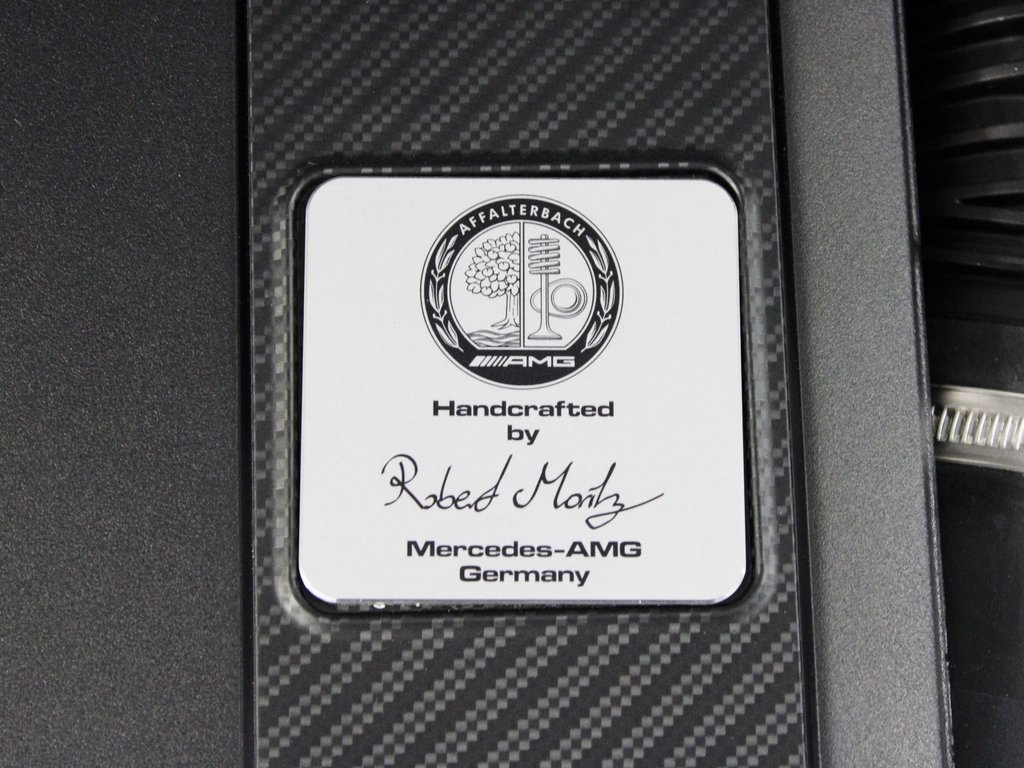 AFFALTERBACH
AMG
Handcrafted
by
Robert Moritz
Mercedes-AMG
Germany